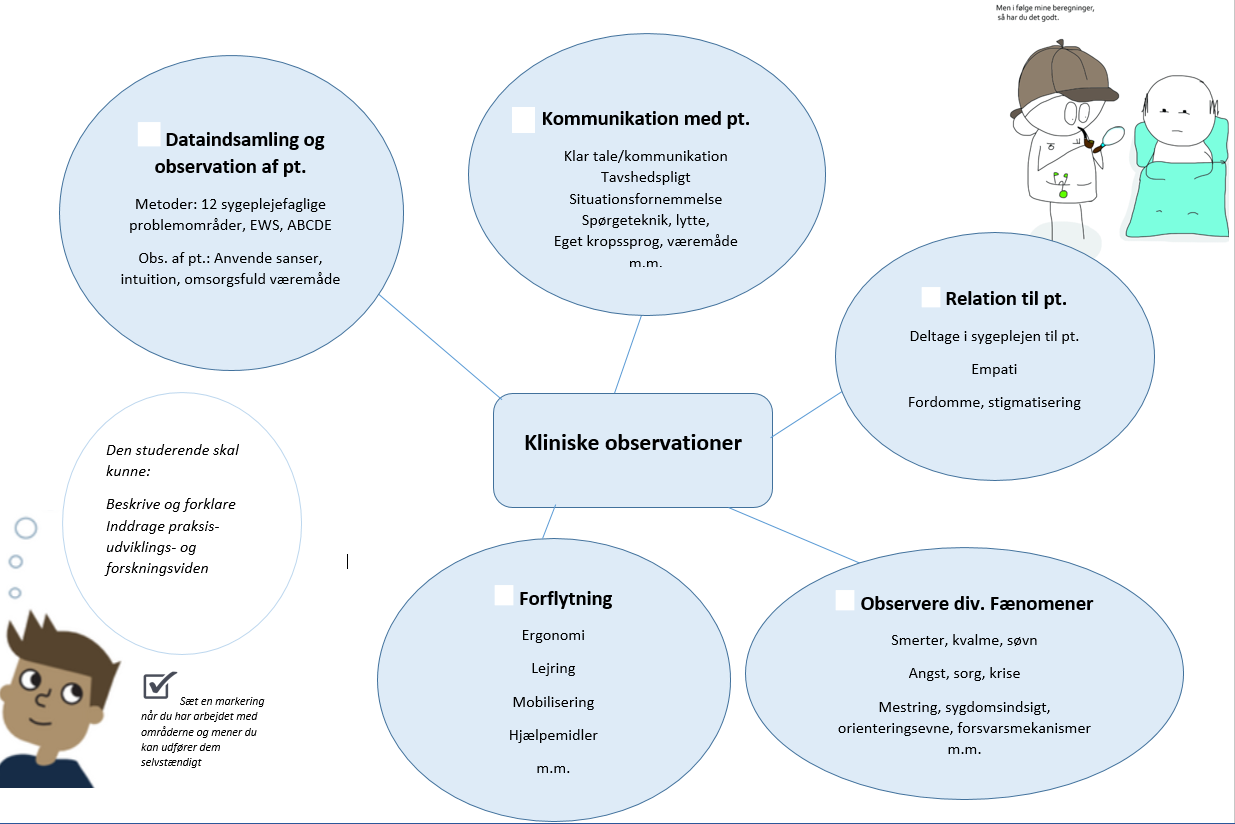 Men i følge mine beregninger,
så har du det godt.
Dataindsamling og
observation af pt.
Metoder: 12 sygeplejefaglige
problemområder, EWS, ABCDE
Obs. af pt.: Anvende sanser,
intuition, omsorgsfuld væremåde
Kommunikation med pt.
Klar tale/kommunikation
Tavshedspligt
Situationsfornemmelse
Spørgeteknik, lytte,
Eget kropssprog, væremåde
m.m.
Relation til pt.
Deltage i sygeplejen til pt.
Empati
Fordomme, stigmatisering
Kliniske observationer
Den studerende skal
kunne:
Beskrive og forklare
Inddrage praksis-
udviklings- og
forskningsviden
Sæt en markering
når du har arbejdet med
områderne og mener du
kan udfører dem
selvstændigt
Forflytning
Ergonomi
Lejring
Mobilisering
Hjælpemidler
m.m.
Observere div. Fænomener
Smerter, kvalme, søvn
Angst, sorg, krise
Mestring, sygdomsindsigt,
orienteringsevne, forsvarsmekanismer
m.m.